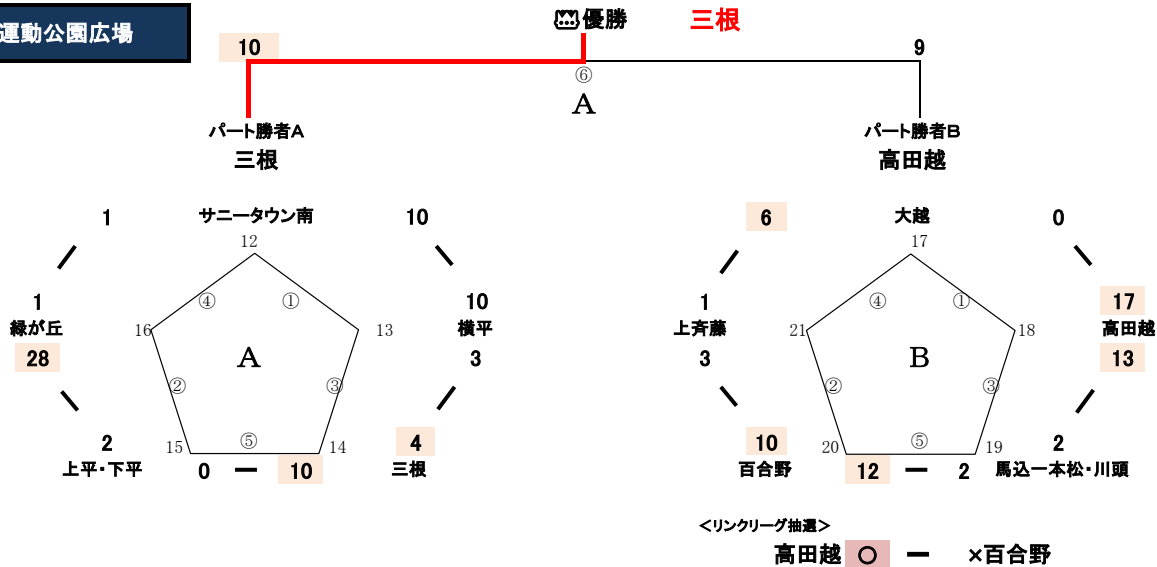 運動公園広場
優勝 三根
10 9
⑥
A
パート勝者A パート勝者B
三根 高田越
1 サニータウン南 10 6 大越 0
12 17
④ ① ④ ①
1 10 1 17
緑が丘 16 13 横平 上斉藤 21 18 高田越
28 A 3 3 B 13
② ③ ② ③
2 15 ⑤ 14 4 10 20 ⑤ 19 2
上平・下平 0 ー 10 三根 百合野 12 ー 2 馬込一本松・川頭
<リンクリーグ抽選>
高田越 〇 ー ×百合野